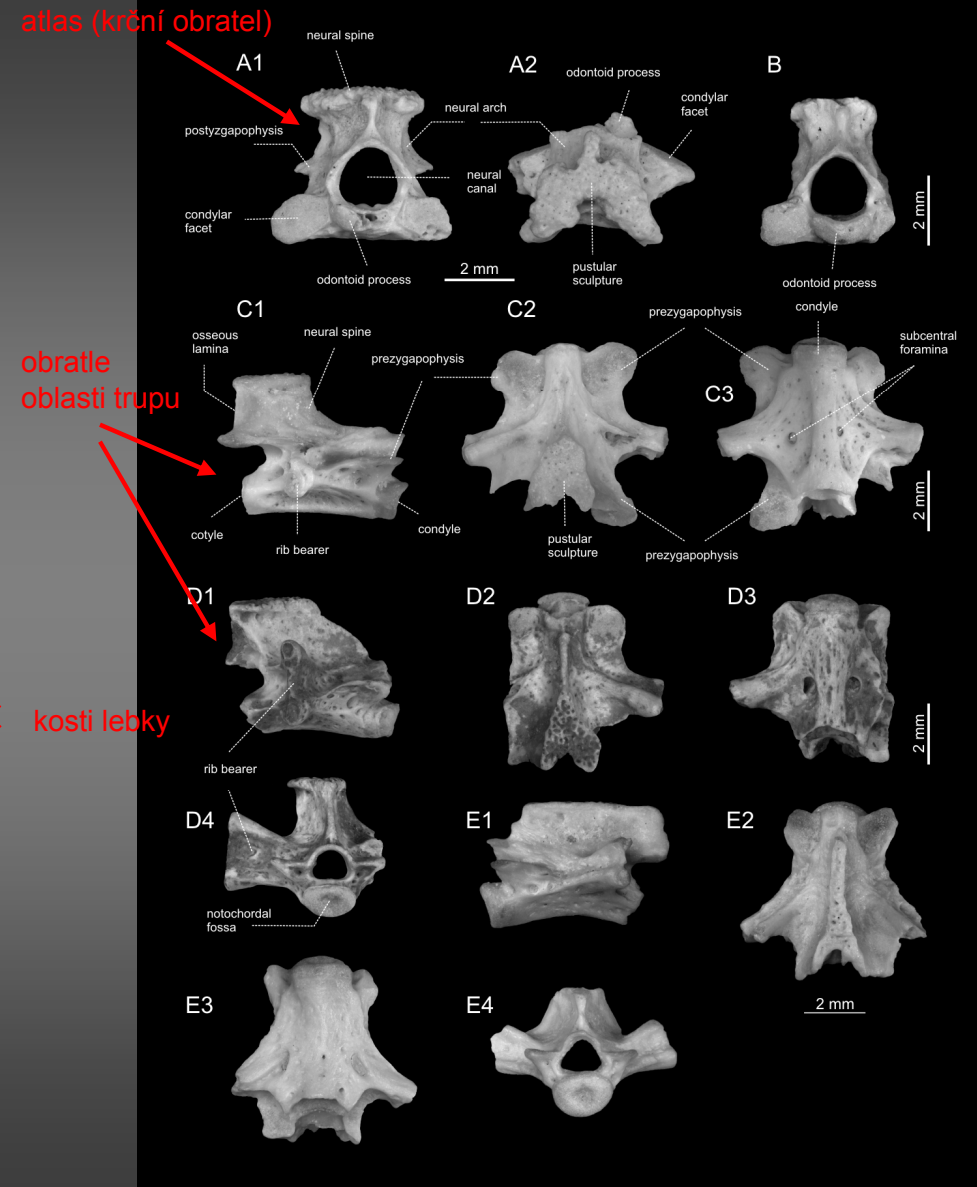 atlas (krční obratel)
neural spine
A1
A2
B
odontoid process
condylar
facet
neural arch
postyzgapophysis
neural
canal
condylar
facet
2 mm
odontoid process
2 mm
pustular
sculpture
odontoid process
C1
C2
prezygapophysis
condyle
osseous
lamina
neural spine
subcentral
foramina
obratle
oblasti trupu
prezygapophysis
C3
2 mm
cotyle
rib bearer
condyle
pustular
sculpture
prezygapophysis
D1
D2
D3
kosti lebky
2 mm
rib bearer
D4
E1
E2
notochordal
fossa
E3
E4
2 mm